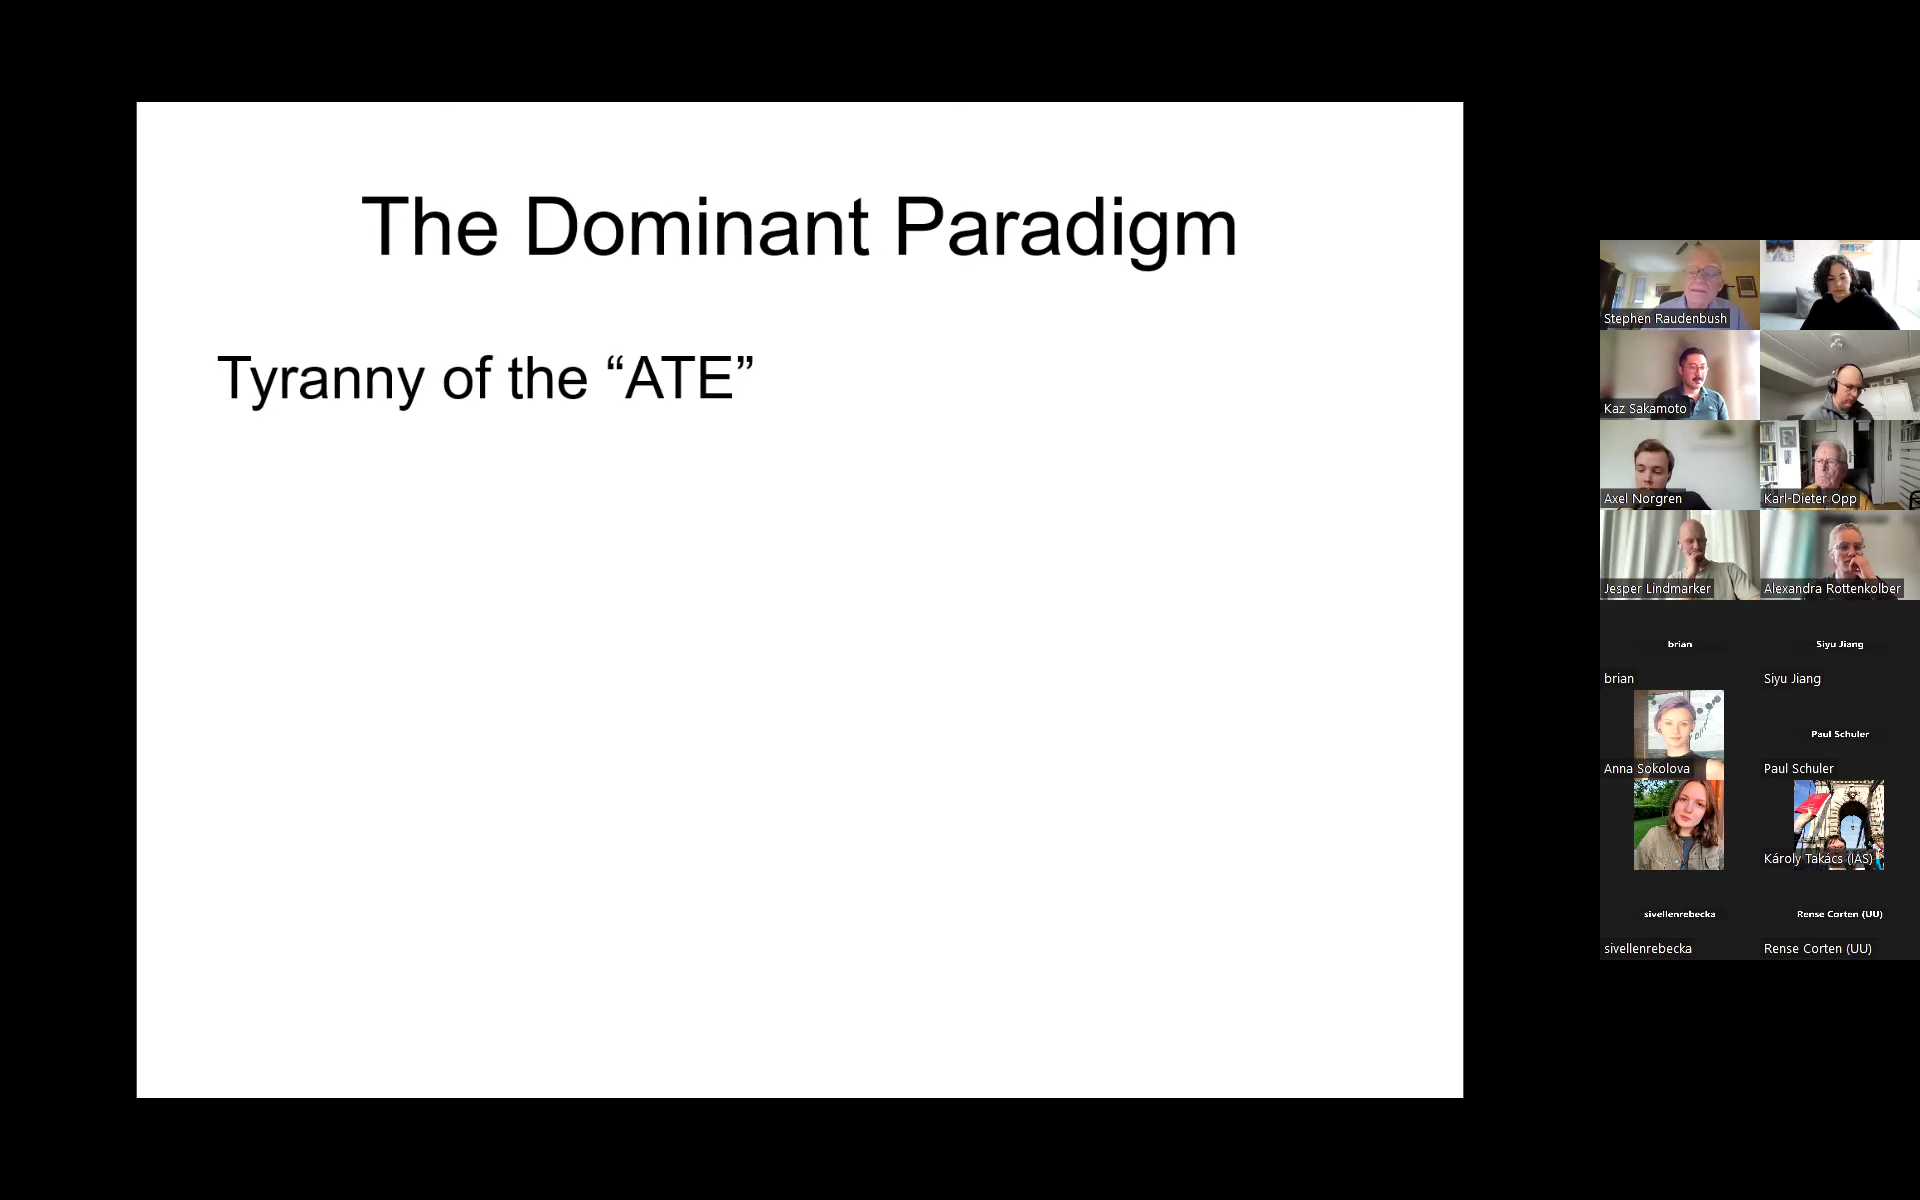 The Dominant Paradigm
Tyranny of the “ATE”
Stephen Raudenbush
Kaz Sakamoto
Axel Norgren
Karl-Dieter Opp
Jesper Lindmarker
Alexandra Rottenkolber
brian
Siyu Jiang
brian
Siyu Jiang
Paul Schuler
Anna Sokolova
Paul Schuler
Károly Takács (IAS)
sivellenrebecka
Rense Corten (UU)
sivellenrebecka
Rense Corten (UU)